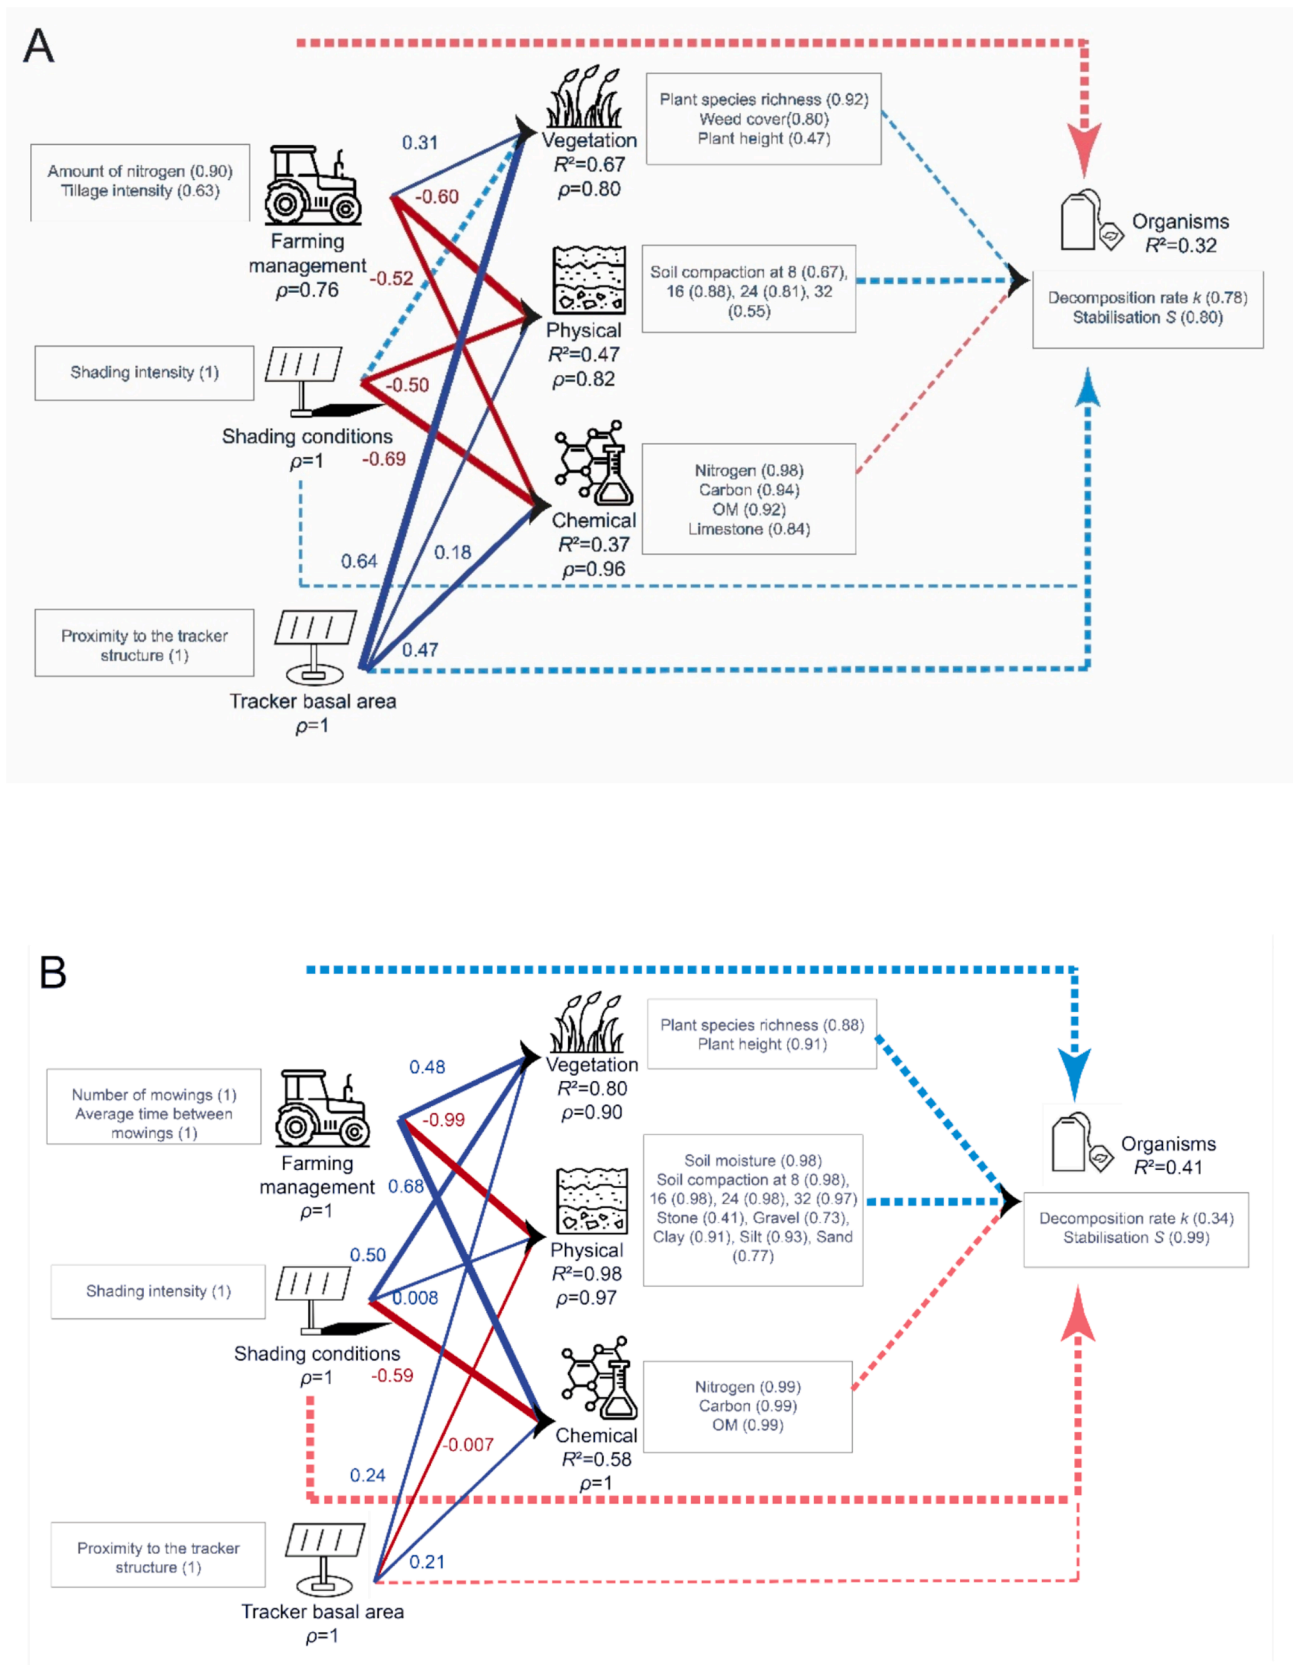 A
0.31
-0.60
-0.52
-0.50
-0.69
0.64
0.18
0.47
Amount of nitrogen (0.90)
Tillage intensity (0.63)
Farming
management
ρ=0.76
Shading intensity (1)
Shading conditions
ρ=1
Proximity to the tracker
structure (1)
Tracker basal area
ρ=1
Vegetation
R²=0.67
ρ=0.80
Plant species richness (0.92)
Weed cover(0.80)
Plant height (0.47)
Physical
R²=0.47
ρ=0.82
Soil compaction at 8 (0.67),
16 (0.88), 24 (0.81), 32
(0.55)
Chemical
R²=0.37
ρ=0.96
Nitrogen (0.98)
Carbon (0.94)
OM (0.92)
Limestone (0.84)
Organisms
R²=0.32
Decomposition rate k (0.78)
Stabilisation S (0.80)
B
0.48
-0.99
0.68
0.50
0.008
-0.59
-0.007
0.24
0.21
Number of mowings (1)
Average time between
mowings (1)
Farming
management
ρ=1
Shading intensity (1)
Shading conditions
ρ=1
Proximity to the tracker
structure (1)
Tracker basal area
ρ=1
Vegetation
R²=0.80
ρ=0.90
Plant species richness (0.88)
Plant height (0.91)
Physical
R²=0.98
ρ=0.97
Soil moisture (0.98)
Soil compaction at 8 (0.98),
16 (0.98), 24 (0.98), 32 (0.97)
Stone (0.41), Gravel (0.73),
Clay (0.91), Silt (0.93), Sand
(0.77)
Chemical
R²=0.58
ρ=1
Nitrogen (0.99)
Carbon (0.99)
OM (0.99)
Organisms
R²=0.41
Decomposition rate k (0.34)
Stabilisation S (0.99)